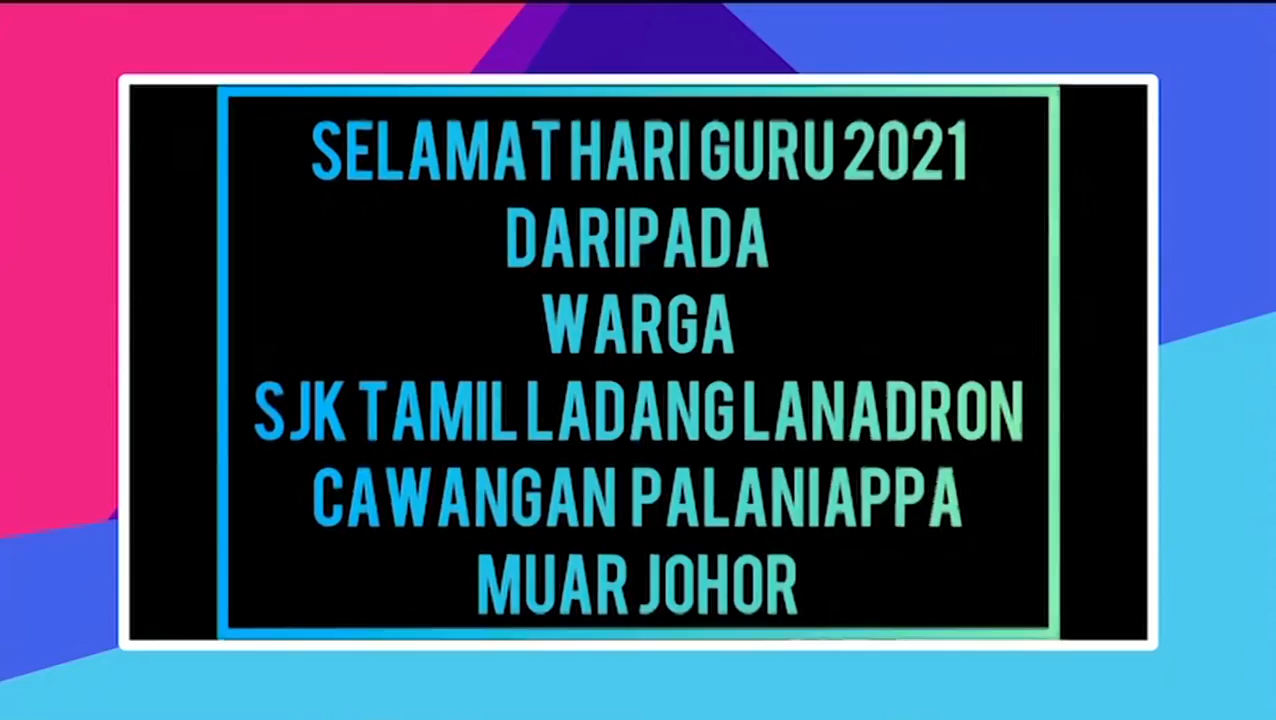 SELAMAT HARI GURU 2021
DARIPADA
WARGA
SJK TAMIL LADANG LANADRON
CAWANGAN PALANIAPPA
MUAR JOHOR